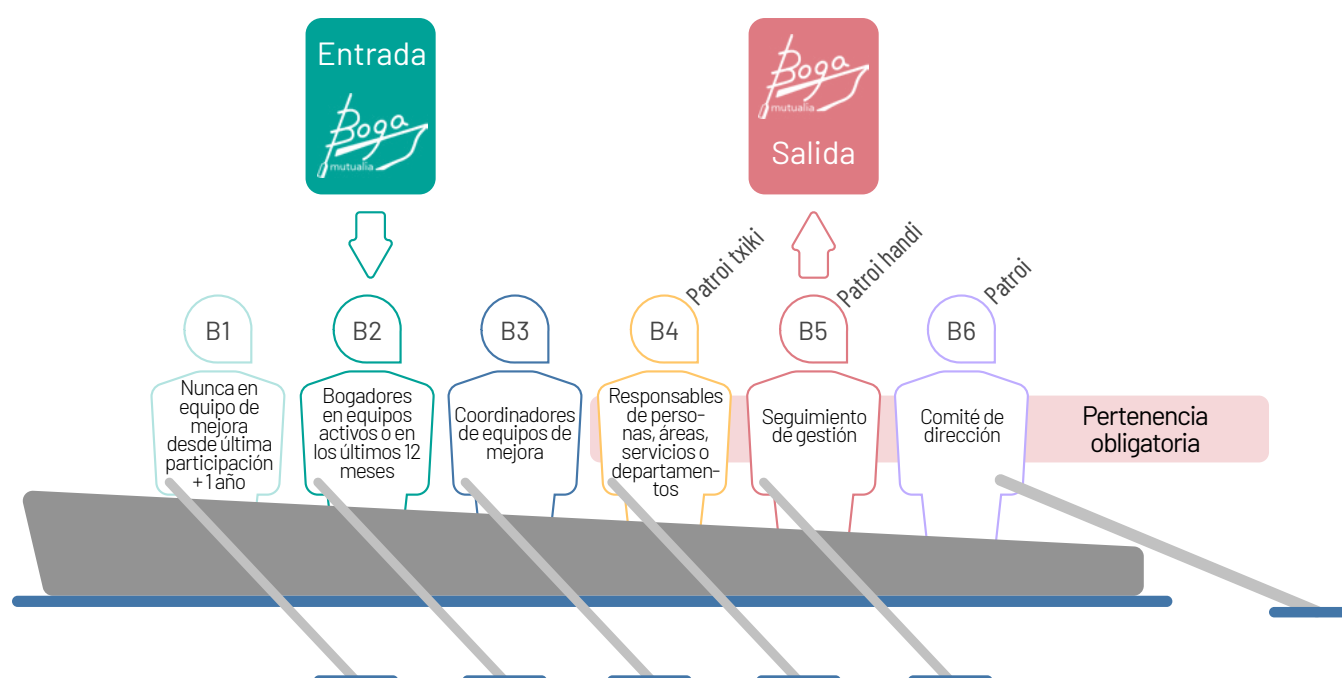 Entrada
Boga
mutualia
Boga
mutualia
Salida
Patroi txiki
Patroi handi
Patroi
B1
B2
B3
B4
B5
B6
Nunca en
equipo de
mejora
desde última
participación
+ 1 año
Bogadores
en equipos
activos o en
los últimos 12
meses
Coordinadores
de equipos de
mejora
Responsables
de perso-
nas, áreas,
servicios o
departamen-
tos
Seguimiento
de gestión
Comité de
dirección
Pertenencia
obligatoria